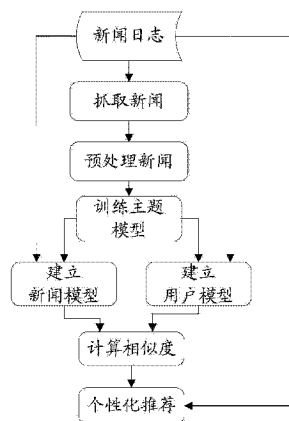 新闻日志
抓取新闻
预处理新闻
训练主题
模型
建立
新闻模型
建立
用户模型
计算相似度
个性化推荐